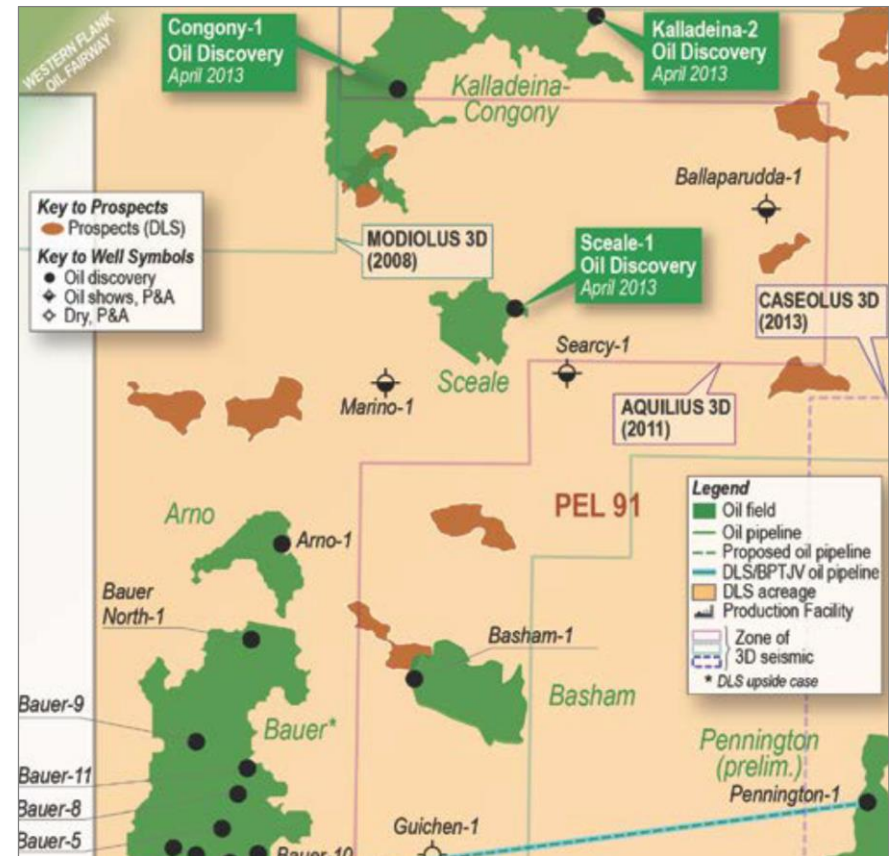 WESTERN FLANK
OIL FAIRWAY
Congony-1
Oil Discovery
April 2013
Kalladeina-2
Oil Discovery
April 2013
Kalladeina-
Congony
Ballaparudda-1
Key to Prospects
Prospects (DLS)
Key to Well Symbols
Oil discovery
Oil shows, P&A
Dry, P&A
MODIOLUS 3D
(2008)
Sceale-1
Oil Discovery
April 2013
CASEOLUS 3D
(2013)
Searcy-1
Sceale
Marino-1
AQUILIUS 3D
(2011)
PEL 91
Legend
Oil field
Oil pipeline
Proposed oil pipeline
DLS/BPTJV oil pipeline
DLS acreage
Production Facility
Zone of
3D seismic
* DLS upside case
Arno
Arno-1
Bauer
North-1
Basham-1
Basham
Bauer-9
Bauer*
Pennington
(prelim.)
Pennington-1
Bauer-11
Bauer-8
Guichen-1
Bauer-5
Bauer-10